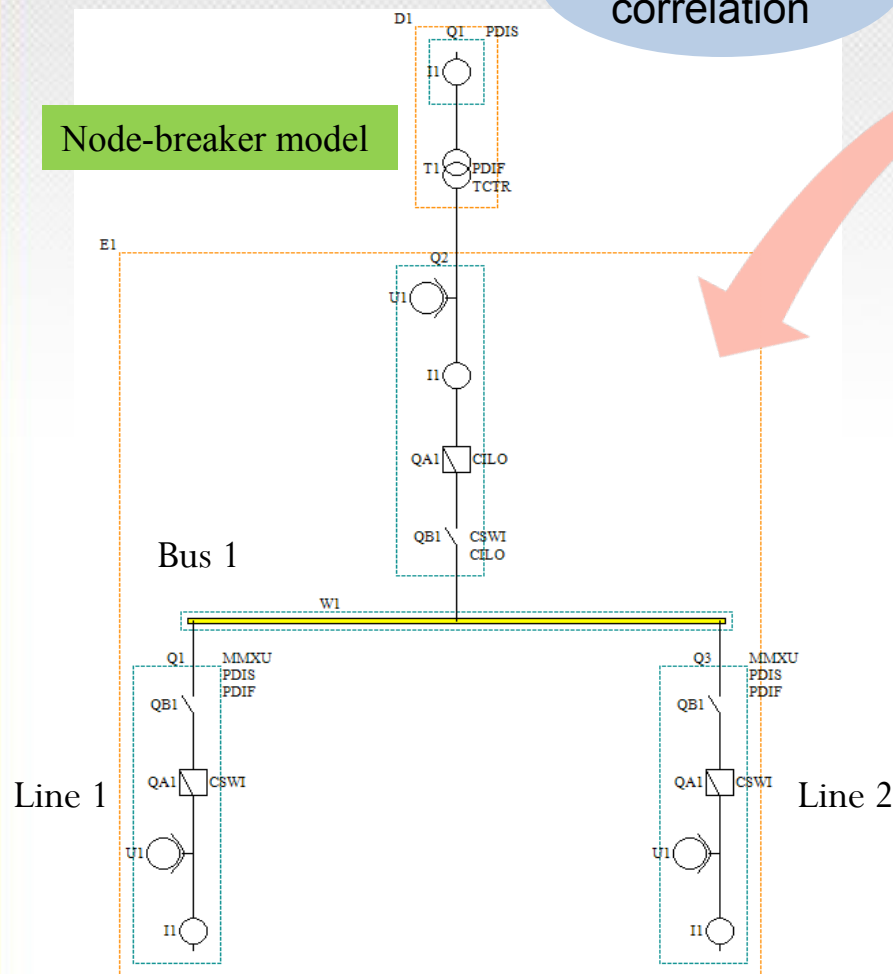 correlation
D1
Q1 PDIS
I1
Node-breaker model
T1 PDIF
TCTR
E1
Q2
U1
I1
QA1 CILO
QB1 CSWI
CILO
Bus 1
W1
Q1 MMXU
PDIS
PDIF
QB1
QA1 CSWI
Line 1
U1
I1
Q3 MMXU
PDIS
PDIF
QB1
QA1 CSWI
Line 2
U1
I1